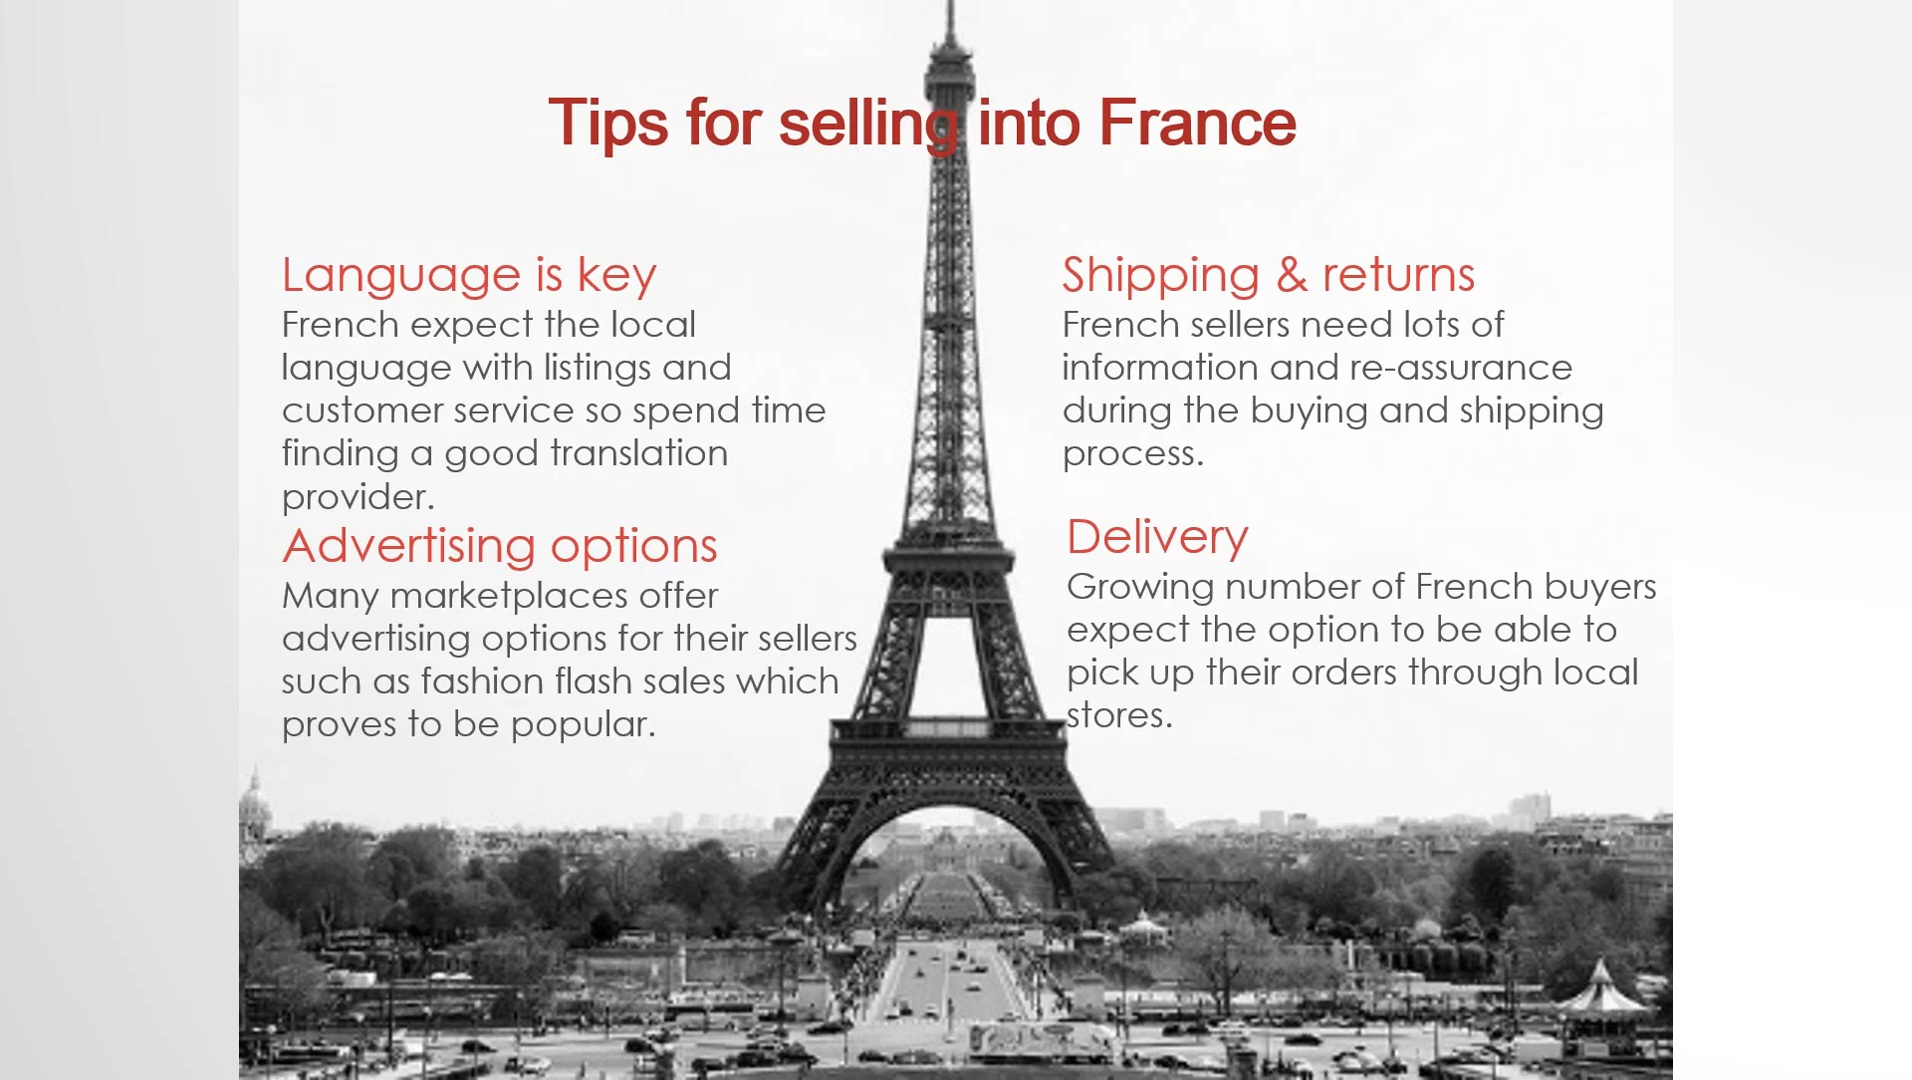 Tips for selling into France
Language is key
French expect the local
language with listings and
customer service so spend time
finding a good translation
provider.
Advertising options
Many marketplaces offer
advertising options for their sellers
such as fashion flash sales which
proves to be popular.
Shipping & returns
French sellers need lots of
information and re-assurance
during the buying and shipping
process.
Delivery
Growing number of French buyers
expect the option to be able to
pick up their orders through local
stores.